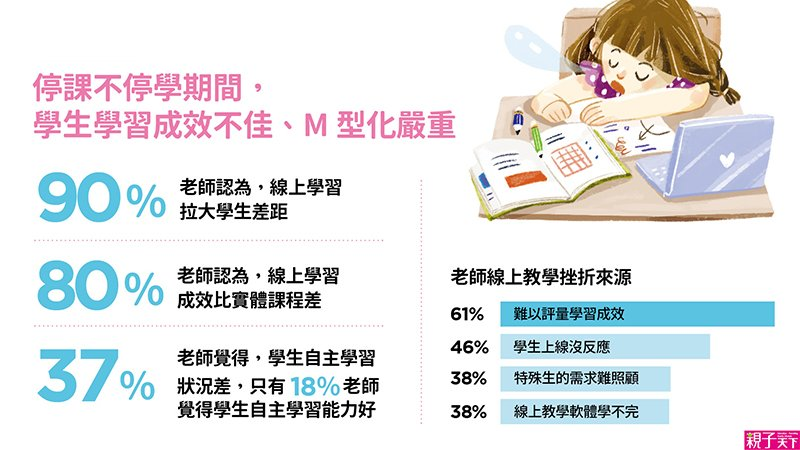 停課不停學期間，
學生學習成效不佳、M 型化嚴重
90%
老師認為，線上學習
拉大學生差距
80%
老師認為，線上學習
成效比實體課程差
37%
老師覺得，學生自主學習
狀況差，只有18%老師
覺得學生自主學習能力好
老師線上教學挫折來源
61% 難以評量學習成效
46% 學生上線沒反應
38% 特殊生的需求難照顧
38% 線上教學軟體學不完
親子天下